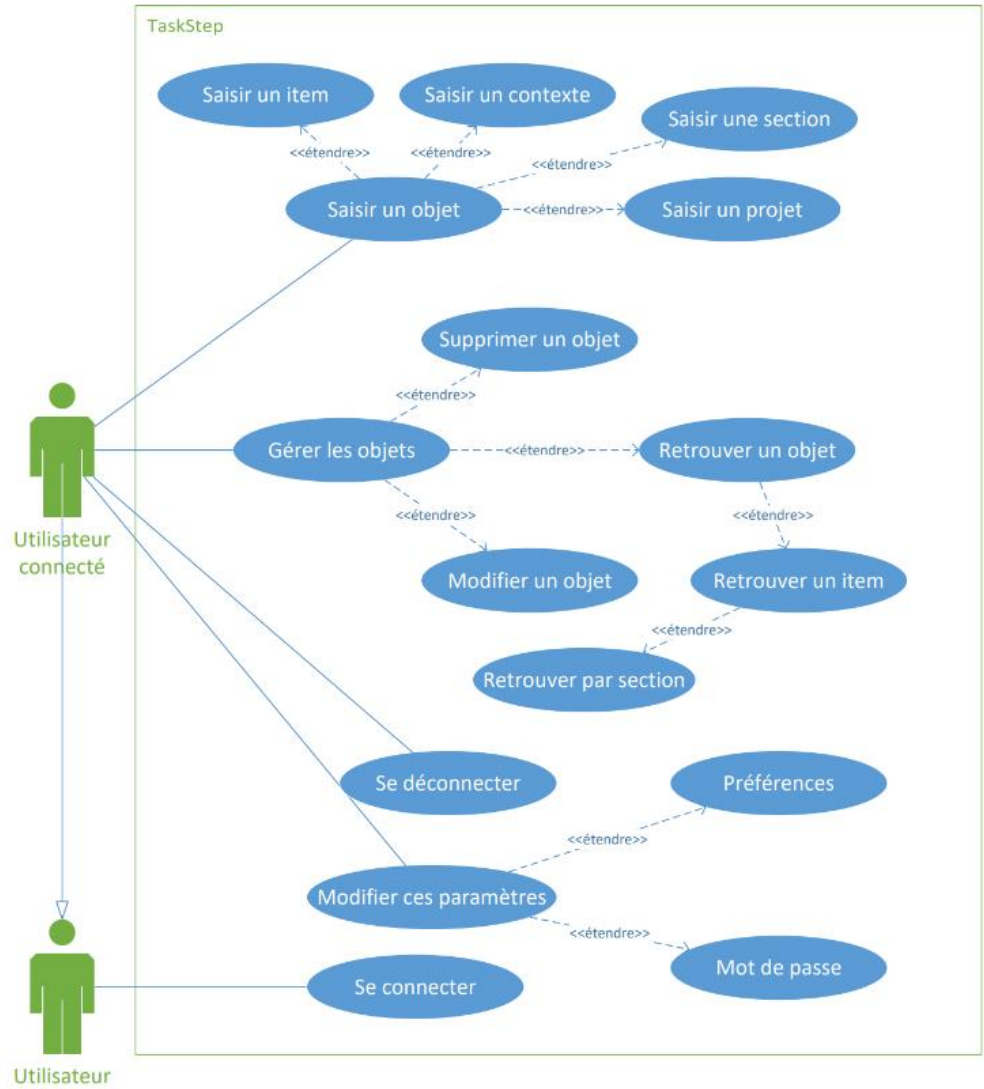 TaskStep
Saisir un item
Saisir un contexte
Saisir une section
<<étendre>>
<<étendre>>
<<étendre>>
Saisir un objet
<<étendre>>
Saisir un projet
Supprimer un objet
<<étendre>>
Gérer les objets
<<étendre>>
Retrouver un objet
<<étendre>>
<<étendre>>
Utilisateur
connecté
Modifier un objet
Retrouver un item
<<étendre>>
Retrouver par section
Se déconnecter
Préférences
<<étendre>>
Modifier ces paramètres
<<étendre>>
Mot de passe
Se connecter
Utilisateur